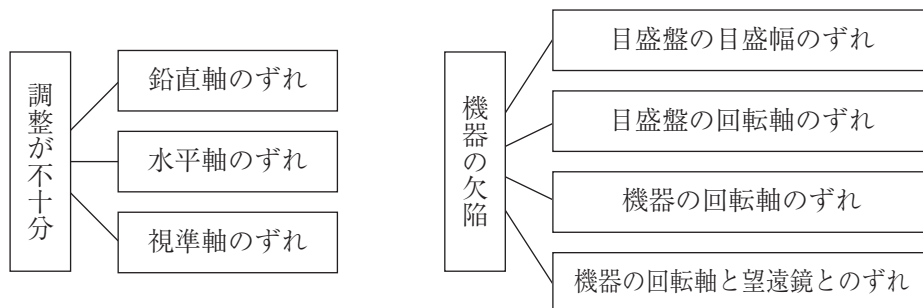 調整が不十分
鉛直軸のずれ
水平軸のずれ
視準軸のずれ
機器の欠陥
目盛盤の目盛幅のずれ
目盛盤の回転軸のずれ
機器の回転軸のずれ
機器の回転軸と望遠鏡とのずれ